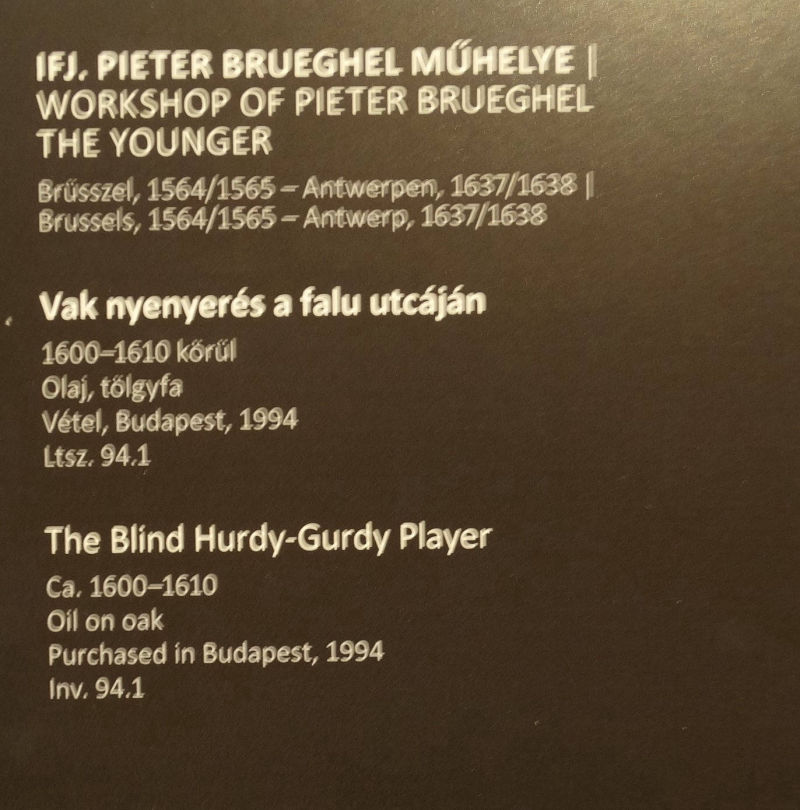 IFJ. PIETER BRUEGHEL MŰHELYE |
WORKSHOP OF PIETER BRUEGHEL
THE YOUNGER
Brüsszel, 1564/1565 – Antwerpen, 1637/1638 |
Brussels, 1564/1565 – Antwerp, 1637/1638
Vak nyenyerés a falu utcáján
1600–1610 körül
Olaj, tölgyfa
Vétel, Budapest, 1994
Ltsz. 94.1
The Blind Hurdy-Gurdy Player
Ca. 1600–1610
Oil on oak
Purchased in Budapest, 1994
Inv. 94.1